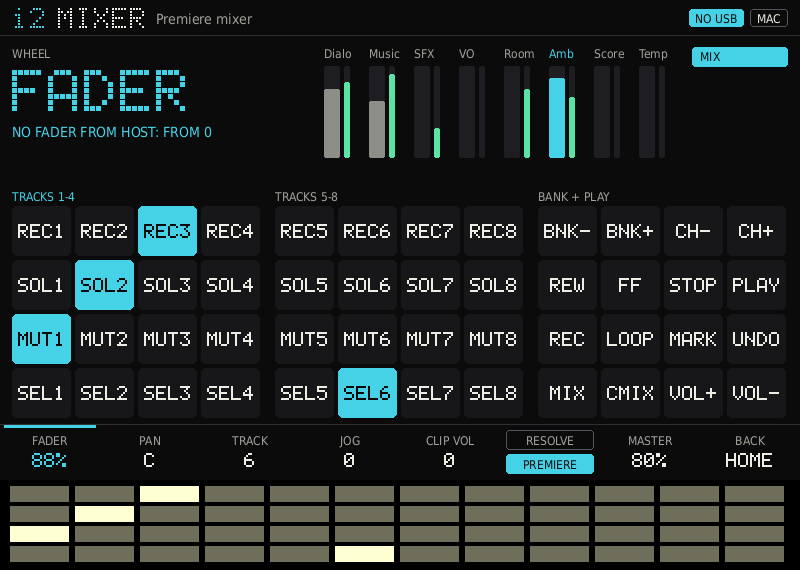 i2 MIXER Premiere mixer NO USB MAC
WHEEL Dialo Music SFX VO Room Amb Score Temp MIX
FADER
NO FADER FROM HOST: FROM 0
TRACKS 1-4 TRACKS 5-8 BANK + PLAY
REC1 REC2 REC3 REC4 REC5 REC6 REC7 REC8 BNK- BNK+ CH- CH+
SOL1 SOL2 SOL3 SOL4 SOL5 SOL6 SOL7 SOL8 REW FF STOP PLAY
MUT1 MUT2 MUT3 MUT4 MUT5 MUT6 MUT7 MUT8 REC LOOP MARK UNDO
SEL1 SEL2 SEL3 SEL4 SEL5 SEL6 SEL7 SEL8 MIX CMIX VOL+ VOL-
FADER PAN TRACK JOG CLIP VOL RESOLVE MASTER BACK
88% C 6 0 0 PREMIERE 80% HOME